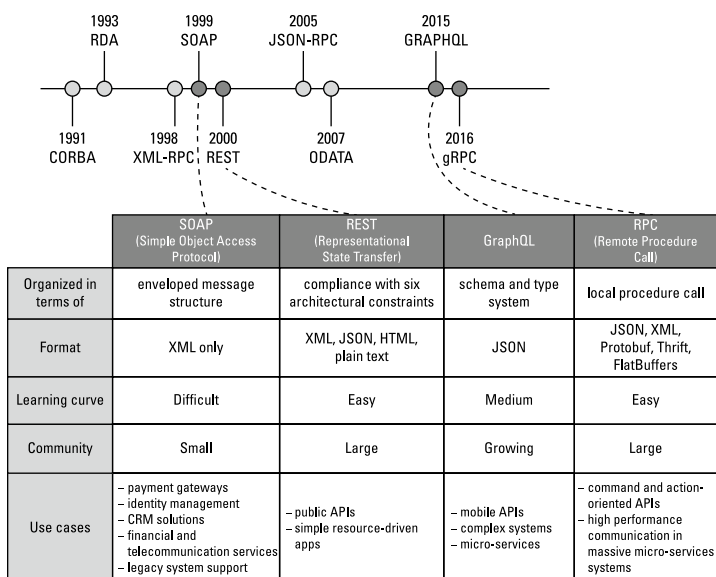 1993
RDA
1999
SOAP
2005
JSON-RPC
2015
GRAPHQL
1991
CORBA
1998
XML-RPC
2000
REST
2007
ODATA
2016
gRPC
SOAP
(Simple Object Access
Protocol)
REST
(Representational
State Transfer)
GraphQL
RPC
(Remote Procedure
Call)
Organized in
terms of
enveloped message
structure
compliance with six
architectural constraints
schema and type
system
local procedure call
Format
XML only
XML, JSON, HTML,
plain text
JSON
JSON, XML,
Protobuf, Thrift,
FlatBuffers
Learning curve
Difficult
Easy
Medium
Easy
Community
Small
Large
Growing
Large
Use cases
– payment gateways
– identity management
– CRM solutions
– financial and
telecommunication services
– legacy system support
– public APIs
– simple resource-driven
apps
– mobile APIs
– complex systems
– micro-services
– command and action-
oriented APIs
– high performance
communication in
massive micro-services
systems